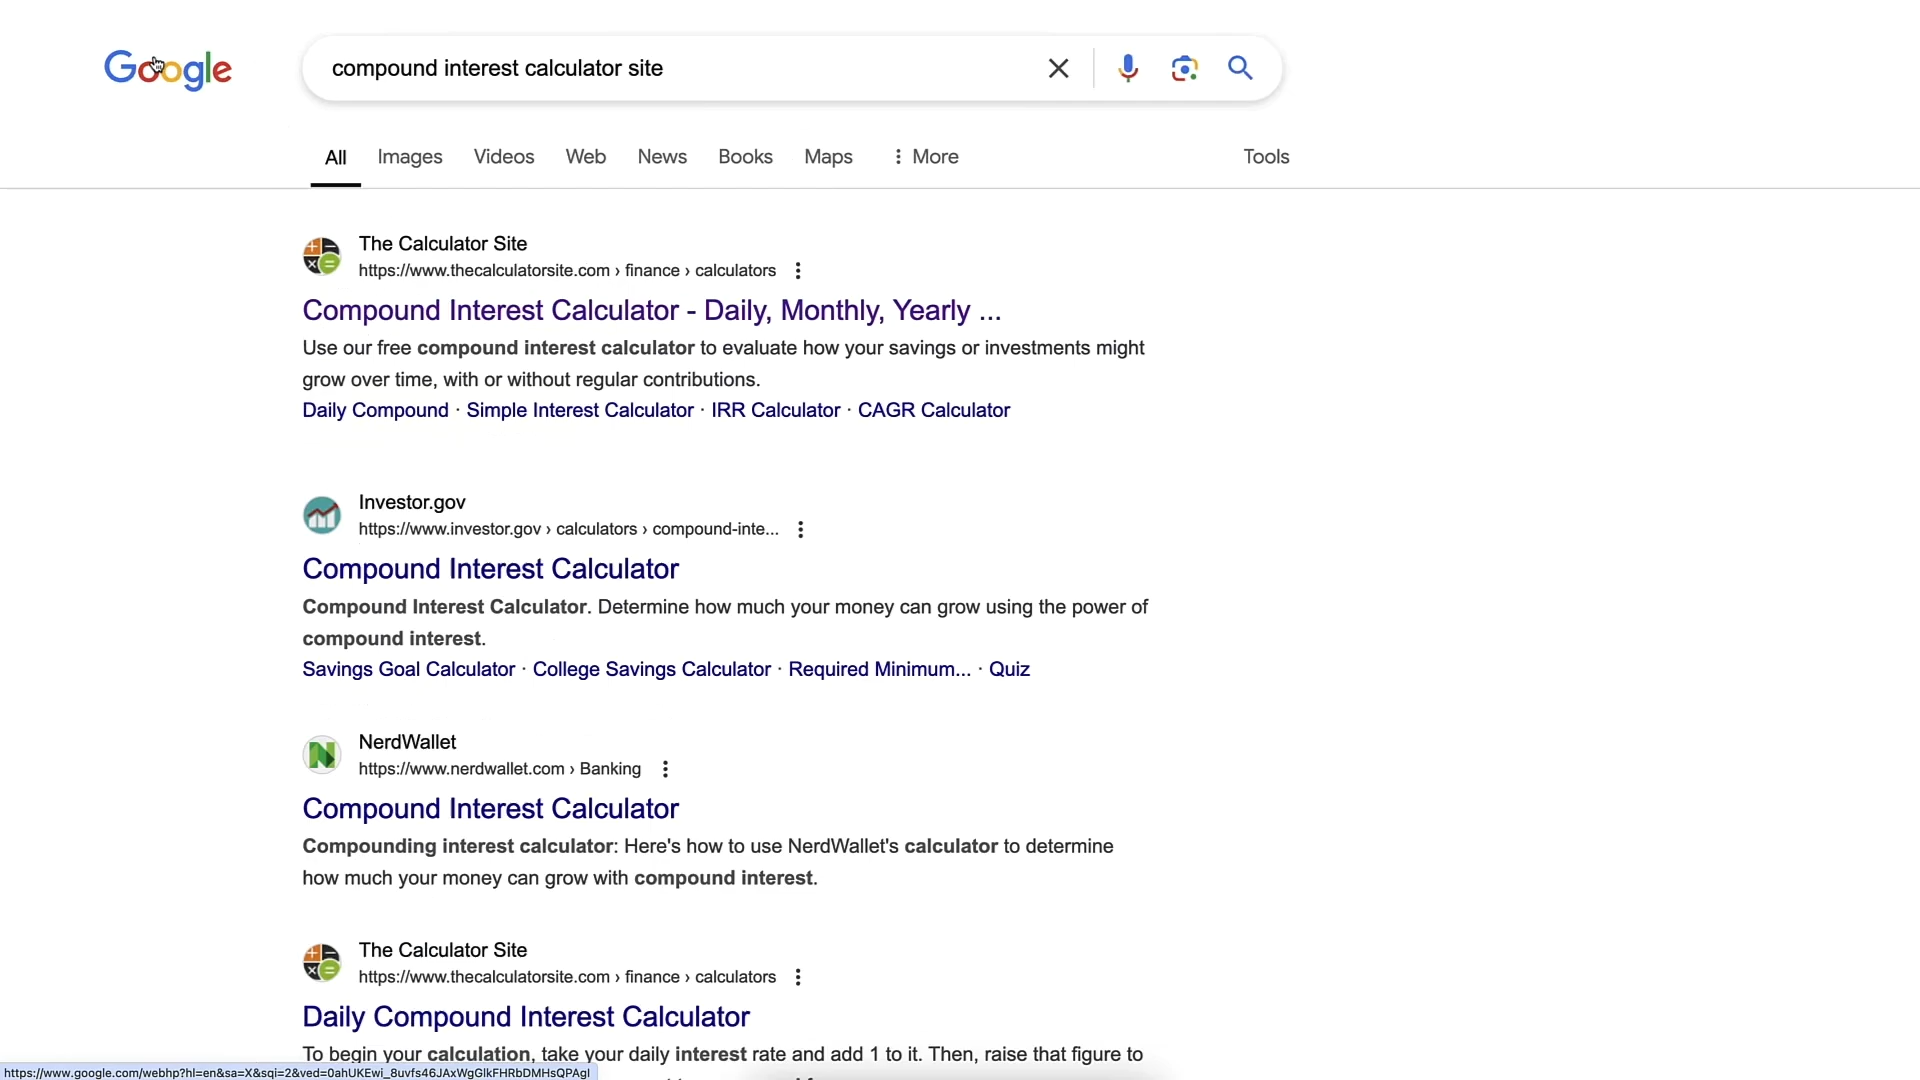 Google
compound interest calculator site
All Images Videos Web News Books Maps More Tools
The Calculator Site
https://www.thecalculatorsite.com › finance › calculators
Compound Interest Calculator - Daily, Monthly, Yearly ...
Use our free compound interest calculator to evaluate how your savings or investments might
grow over time, with or without regular contributions.
Daily Compound · Simple Interest Calculator · IRR Calculator · CAGR Calculator
Investor.gov
https://www.investor.gov › calculators › compound-inte...
Compound Interest Calculator
Compound Interest Calculator. Determine how much your money can grow using the power of
compound interest.
Savings Goal Calculator · College Savings Calculator · Required Minimum... · Quiz
NerdWallet
https://www.nerdwallet.com › Banking
Compound Interest Calculator
Compounding interest calculator: Here's how to use NerdWallet's calculator to determine
how much your money can grow with compound interest.
The Calculator Site
https://www.thecalculatorsite.com › finance › calculators
Daily Compound Interest Calculator
To begin your calculation, take your daily interest rate and add 1 to it. Then, raise that figure to
https://www.google.com/webhp?hl=en&sa=X&sqi=2&ved=0ahUKEwi_8uvfs46JAxWgGlkFHRbDMHsQPAgI